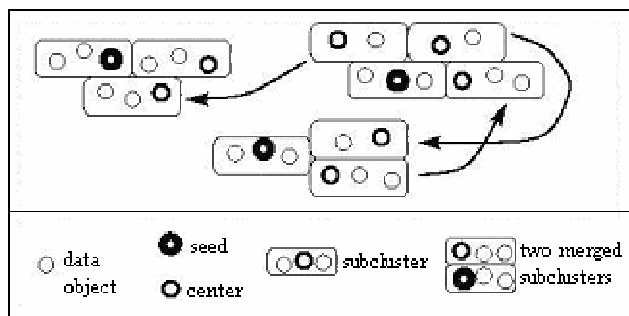 data
object
seed
center
subcluster
two merged
subclusters